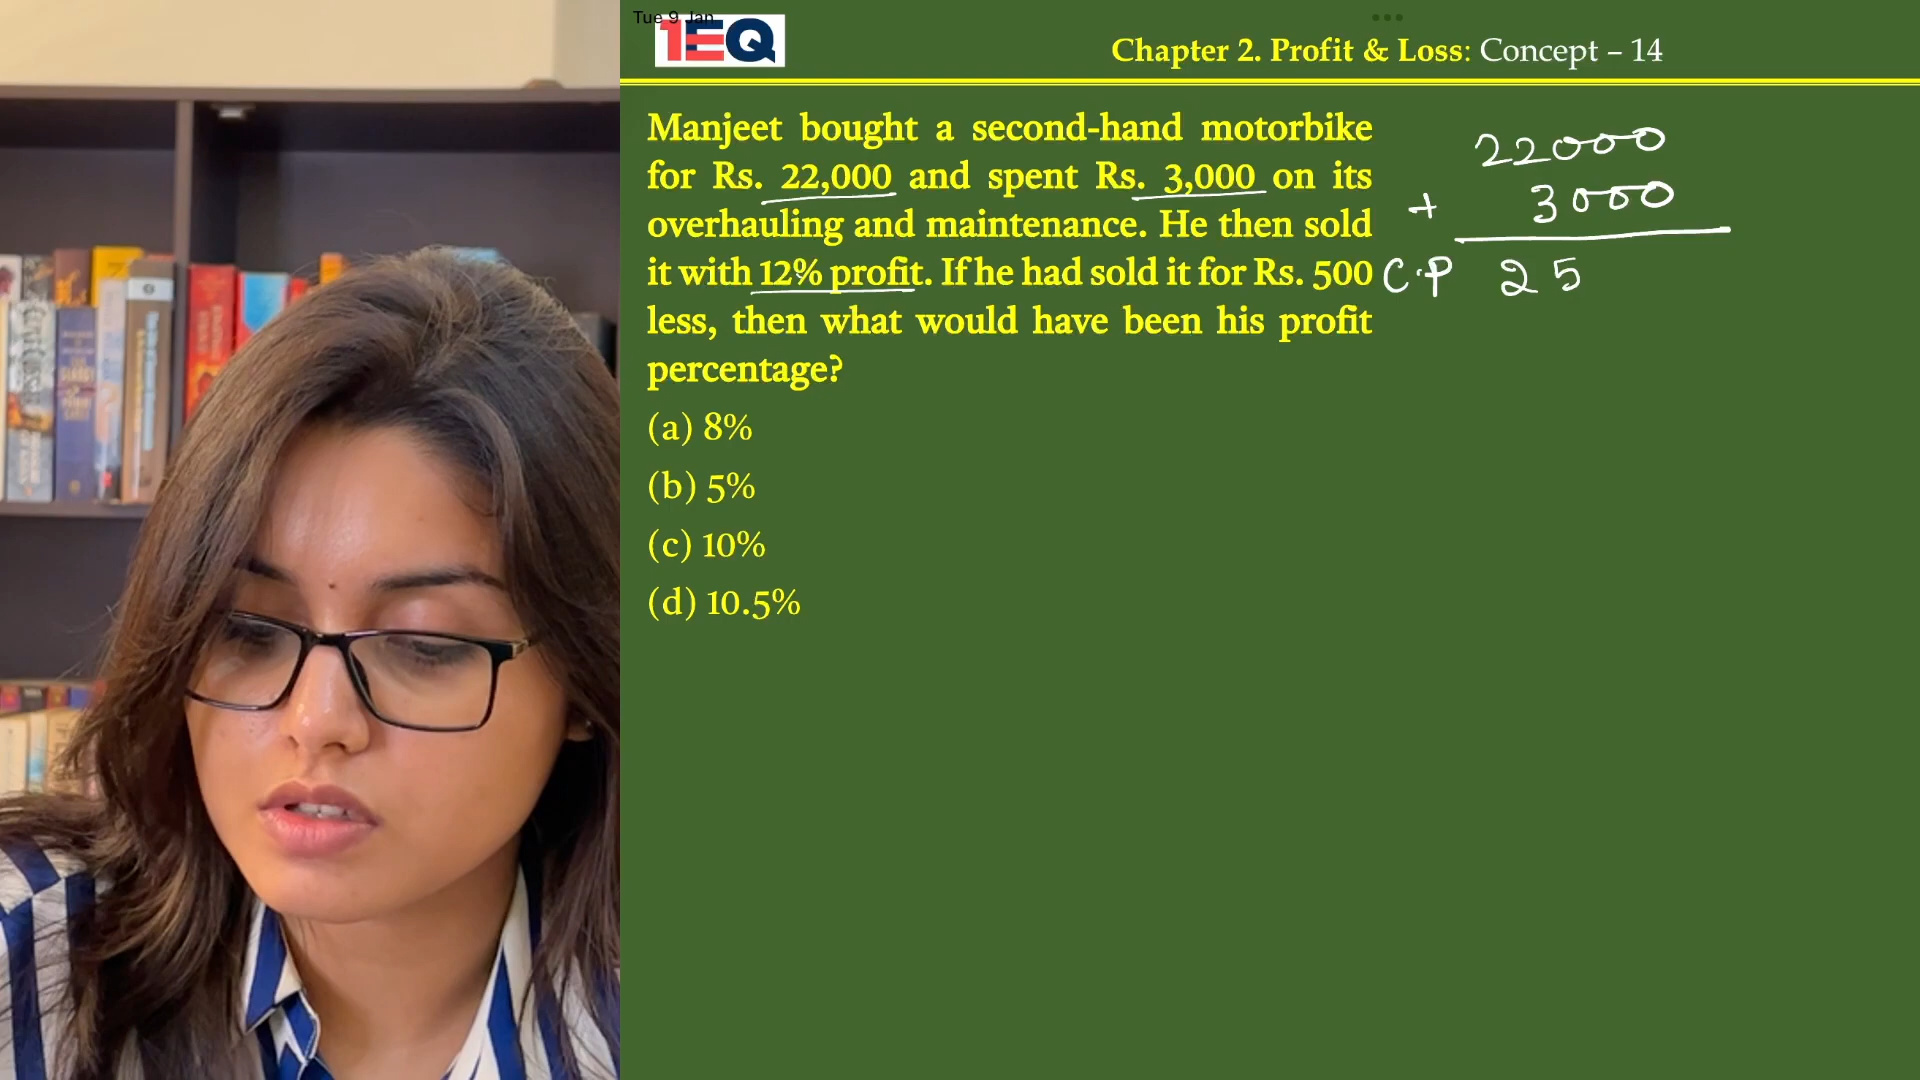 Tue 9 Jan
1EQ
Chapter 2. Profit & Loss: Concept – 14
Manjeet bought a second-hand motorbike
for Rs. 22,000 and spent Rs. 3,000 on its
overhauling and maintenance. He then sold
it with 12% profit. If he had sold it for Rs. 500
less, then what would have been his profit
percentage?
(a) 8%
(b) 5%
(c) 10%
(d) 10.5%
22000
+ 3000
C.P 25